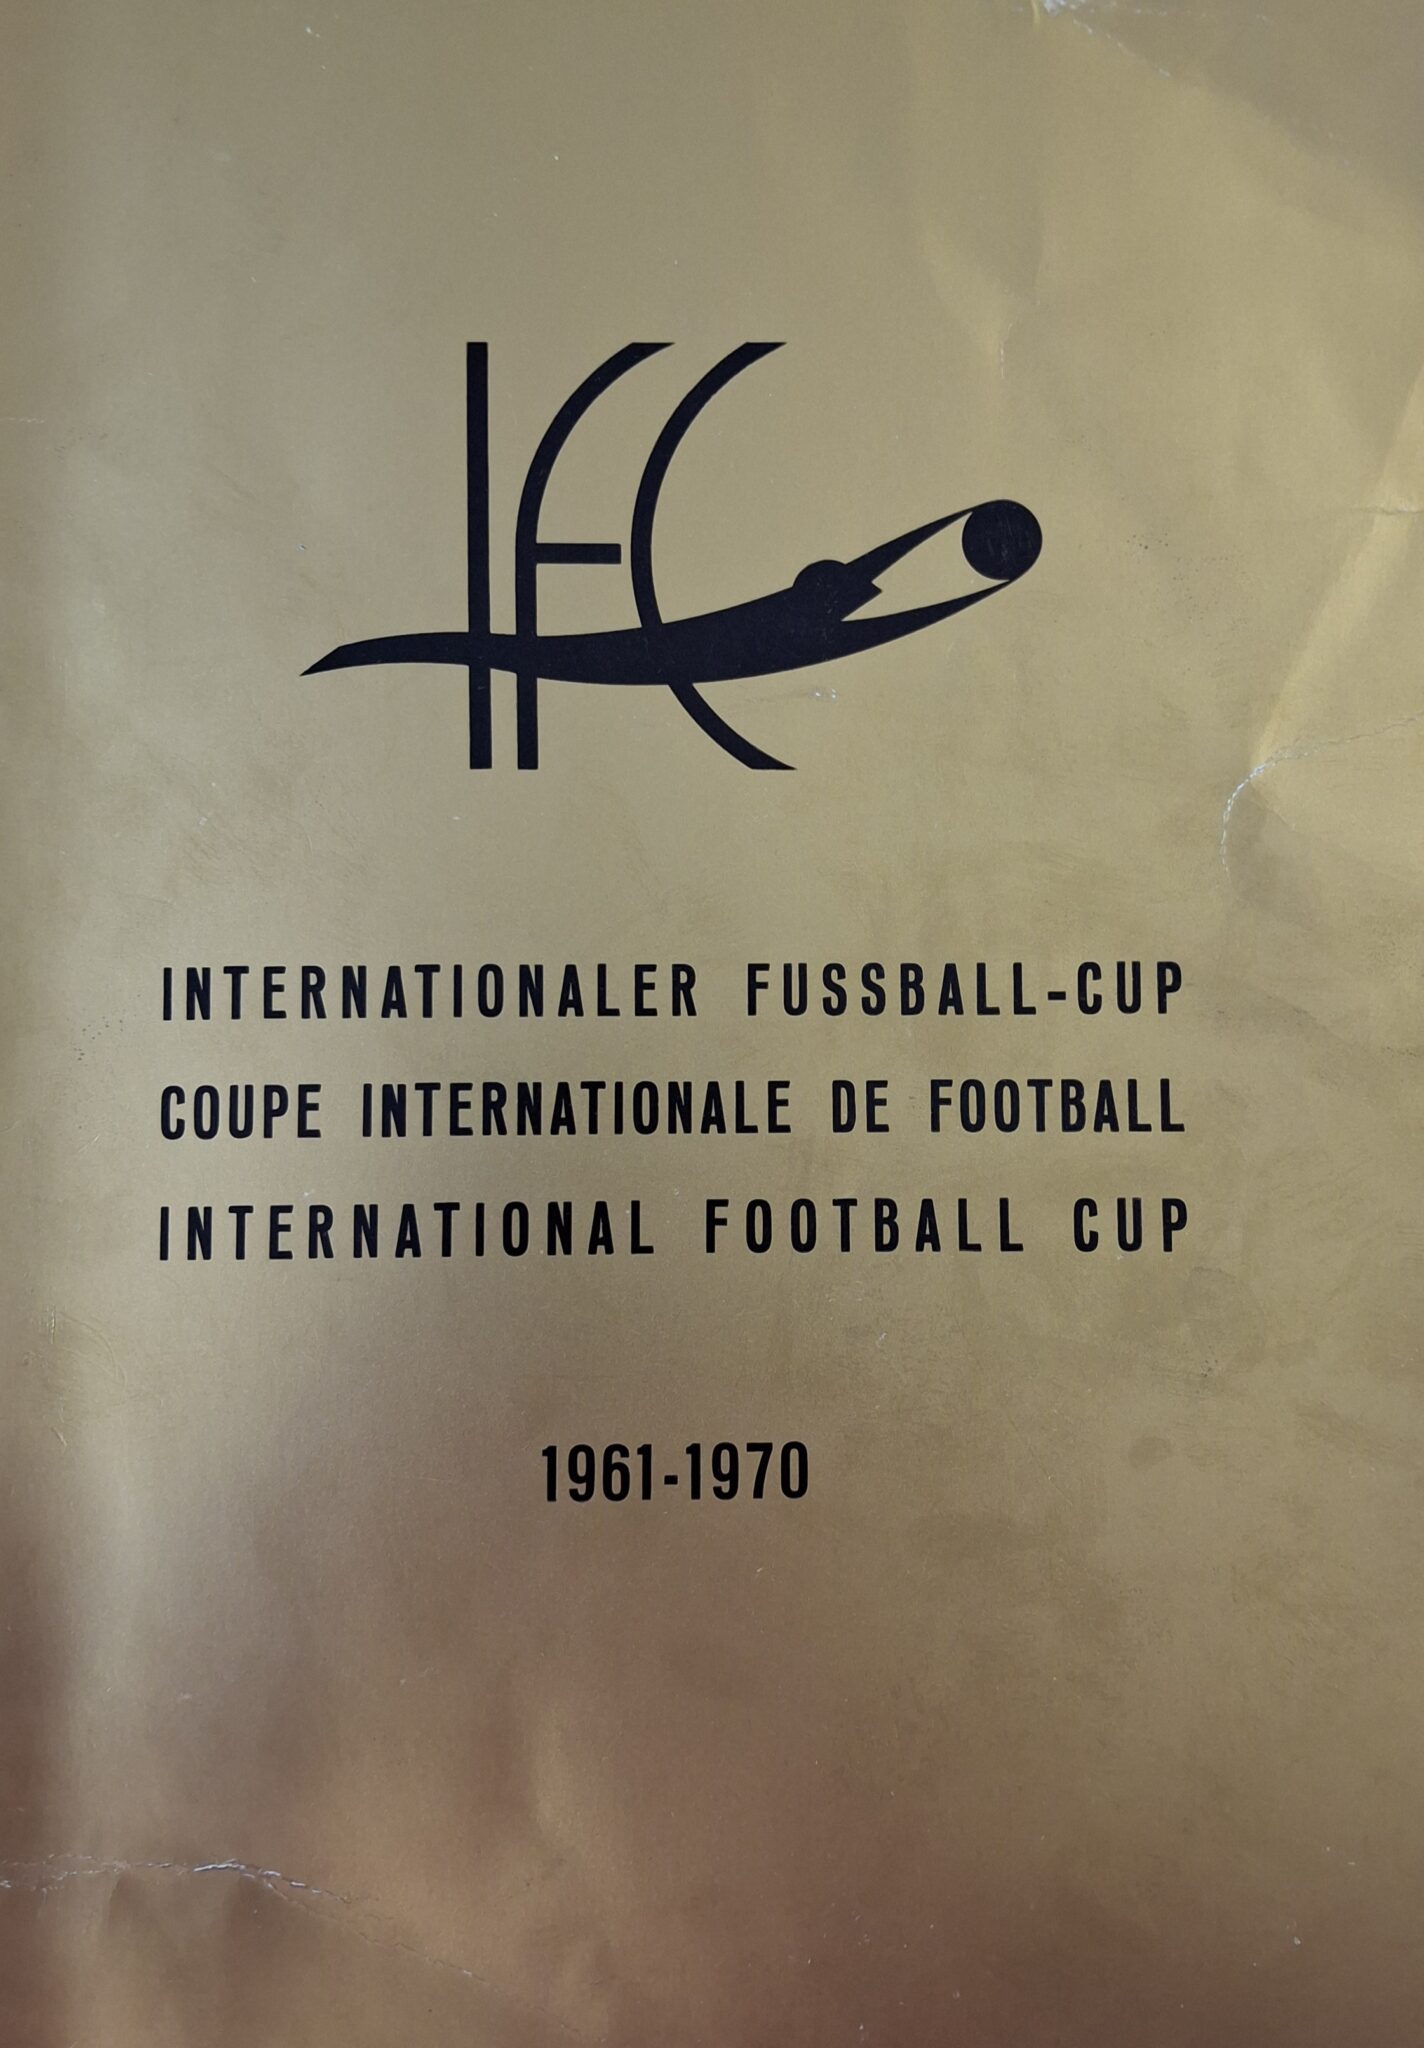 IFC
INTERNATIONALER FUSSBALL-CUP
COUPE INTERNATIONALE DE FOOTBALL
INTERNATIONAL FOOTBALL CUP
1961-1970